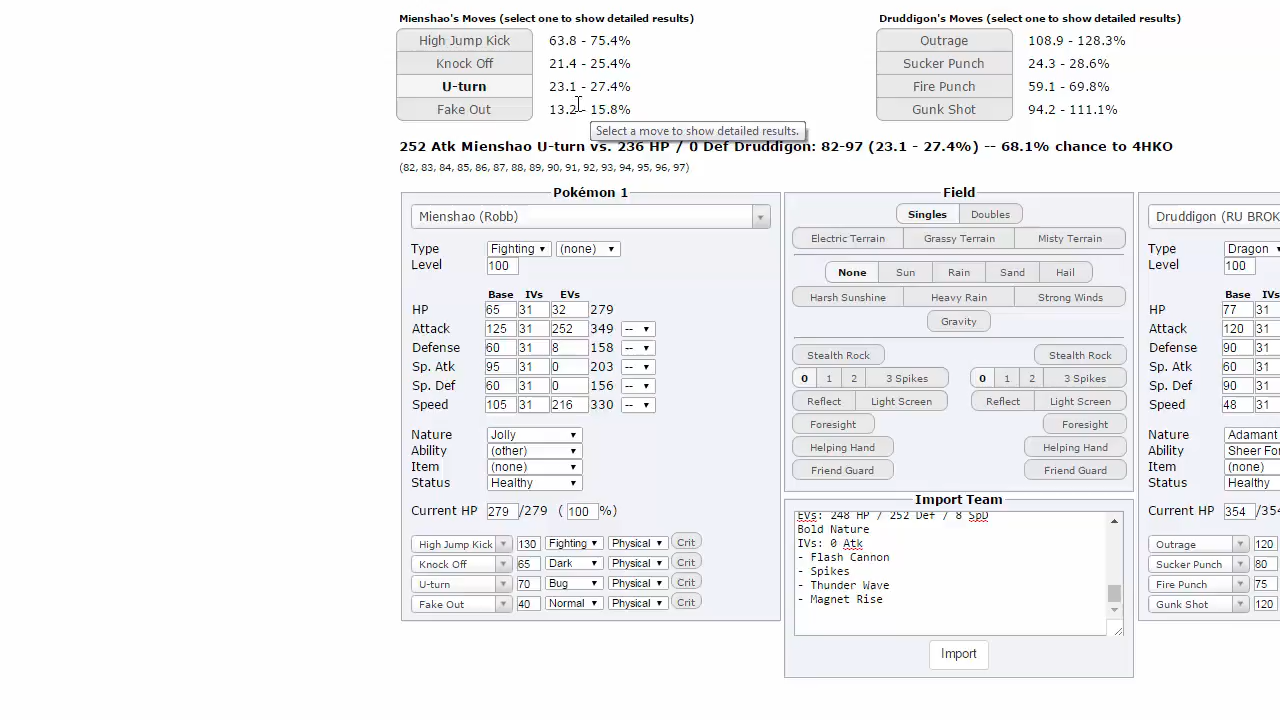 Mienshao's Moves (select one to show detailed results)
High Jump Kick 63.8 - 75.4%
Knock Off 21.4 - 25.4%
U-turn 23.1 - 27.4%
Fake Out 13.2 - 15.8%
Druddigon's Moves (select one to show detailed results)
Outrage 108.9 - 128.3%
Sucker Punch 24.3 - 28.6%
Fire Punch 59.1 - 69.8%
Gunk Shot 94.2 - 111.1%
Select a move to show detailed results.
252 Atk Mienshao U-turn vs. 236 HP / 0 Def Druddigon: 82-97 (23.1 - 27.4%) -- 68.1% chance to 4HKO
(82, 83, 84, 85, 86, 87, 88, 89, 90, 91, 92, 93, 94, 95, 96, 97)
Pokémon 1
Mienshao (Robb)
Type Fighting (none)
Level 100
Base IVs EVs
HP 65 31 32 279
Attack 125 31 252 349 --
Defense 60 31 8 158 --
Sp. Atk 95 31 0 203 --
Sp. Def 60 31 0 156 --
Speed 105 31 216 330 --
Nature Jolly
Ability (other)
Item (none)
Status Healthy
Current HP 279 /279 ( 100 %)
High Jump Kick 130 Fighting Physical Crit
Knock Off 65 Dark Physical Crit
U-turn 70 Bug Physical Crit
Fake Out 40 Normal Physical Crit
Field
Singles Doubles
Electric Terrain Grassy Terrain Misty Terrain
None Sun Rain Sand Hail
Harsh Sunshine Heavy Rain Strong Winds
Gravity
Stealth Rock Stealth Rock
0 1 2 3 Spikes 0 1 2 3 Spikes
Reflect Light Screen Reflect Light Screen
Foresight Foresight
Helping Hand Helping Hand
Friend Guard Friend Guard
Import Team
EVs: 248 HP / 252 Def / 8 SpD
Bold Nature
IVs: 0 Atk
- Flash Cannon
- Spikes
- Thunder Wave
- Magnet Rise
Import
Druddigon (RU BROK
Type Dragon
Level 100
Base IVs
HP 77 31
Attack 120 31
Defense 90 31
Sp. Atk 60 31
Sp. Def 90 31
Speed 48 31
Nature Adamant
Ability Sheer For
Item (none)
Status Healthy
Current HP 354 /354
Outrage 120
Sucker Punch 80
Fire Punch 75
Gunk Shot 120